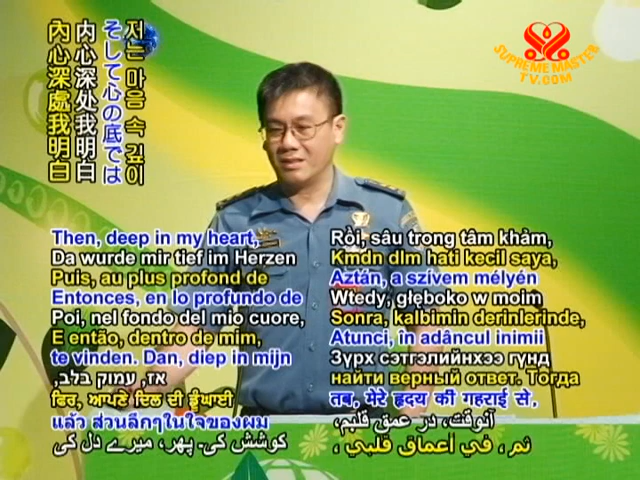 저는 마음 속 깊이
そして心の底では
内心深处我明白
內心深處我明白
SUPREME MASTER
TV.COM
Then, deep in my heart,
Da wurde mir tief im Herzen
Puis, au plus profond de
Entonces, en lo profundo de
Poi, nel fondo del mio cuore,
E então, dentro de mim,
te vinden. Dan, diep in mijn
אז, עמוק בלב,
ਫਿਰ, ਆਪਣੇ ਦਿਲ ਦੀ ਡੂੰਘਾਈ
แล้ว ส่วนลึกๆในใจของผม
کوشش کی۔ پھر، میرے دل کی
Rồi, sâu trong tâm khảm,
Kmdn dlm hati kecil saya,
Aztán, a szívem mélyén
Wtedy, głęboko w moim
Sonra, kalbimin derinlerinde,
Atunci, în adâncul inimii
Зүрх сэтгэлийнхээ гүнд
найти верный ответ. Тогда
तब, मेरे हृदय की गहराई से,
آنوقت، در عمق قلبم،
ثم ، في أعماق قلبي ،